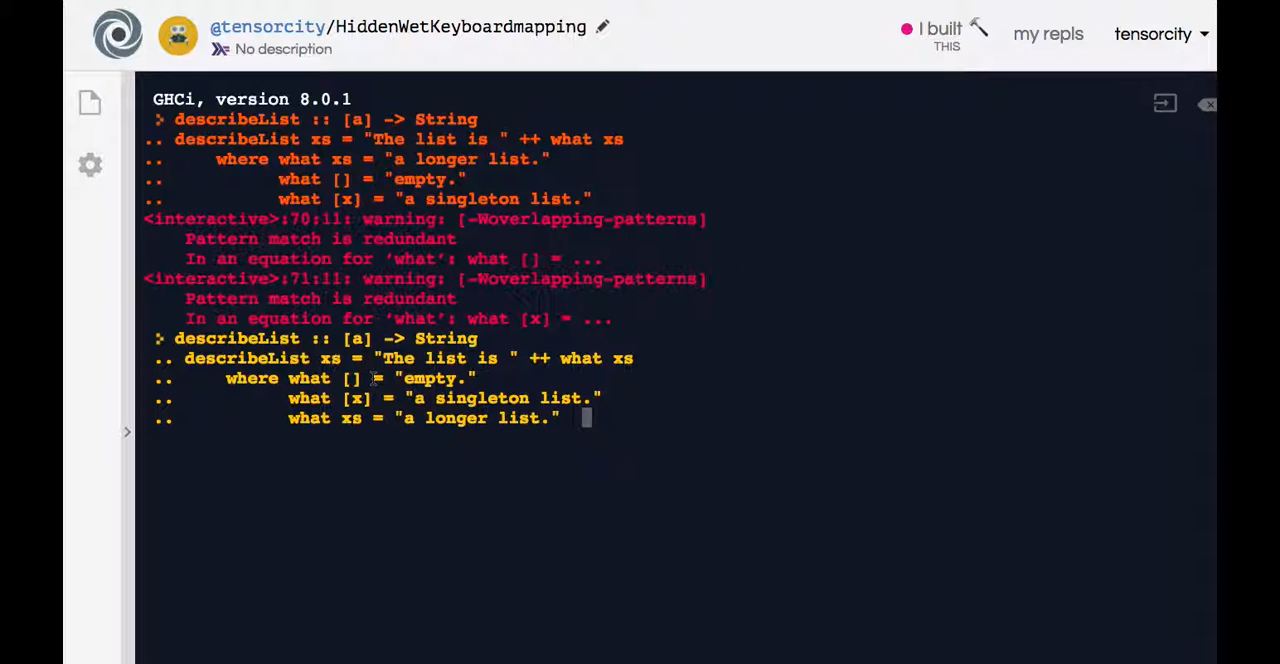 @tensorcity/HiddenWetKeyboardmapping
No description
I built
THIS
my repls
tensorcity
GHCi, version 8.0.1
describeList :: [a] -> String
.. describeList xs = "The list is " ++ what xs
..     where what xs = "a longer list."
..           what [] = "empty."
..           what [x] = "a singleton list."
<interactive>:70:11: warning: [-Woverlapping-patterns]
    Pattern match is redundant
    In an equation for ‘what’: what [] = ...
<interactive>:71:11: warning: [-Woverlapping-patterns]
    Pattern match is redundant
    In an equation for ‘what’: what [x] = ...
describeList :: [a] -> String
.. describeList xs = "The list is " ++ what xs
..     where what [] = "empty."
..           what [x] = "a singleton list."
..           what xs = "a longer list."